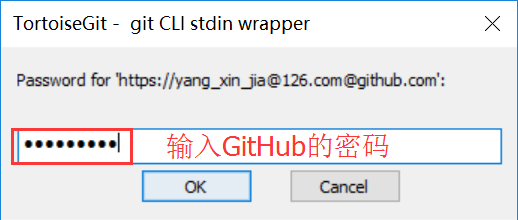 TortoiseGit - git CLI stdin wrapper
Password for 'https://yang_xin_jia@126.com@github.com':
●●●●●●●●● 输入GitHub的密码
OK Cancel